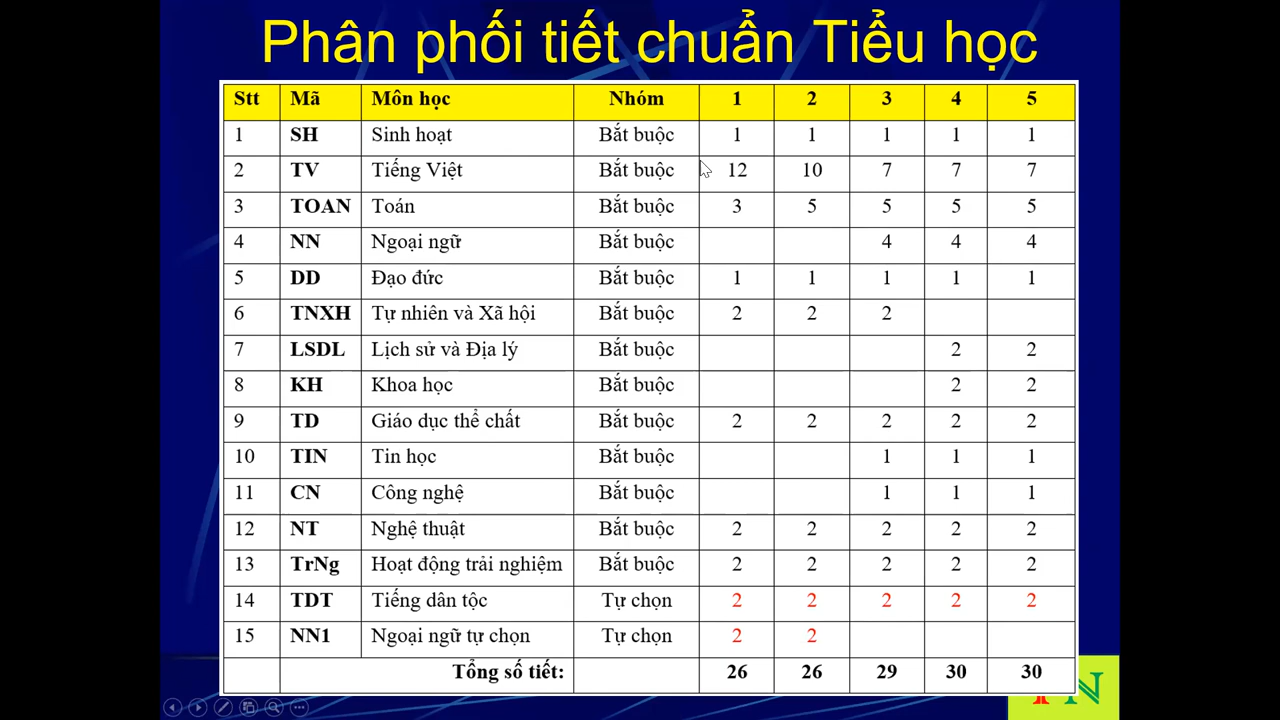 Phân phối tiết chuẩn Tiểu học
Stt Mã Môn học Nhóm 1 2 3 4 5
1 SH Sinh hoạt Bắt buộc 1 1 1 1 1
2 TV Tiếng Việt Bắt buộc 12 10 7 7 7
3 TOAN Toán Bắt buộc 3 5 5 5 5
4 NN Ngoại ngữ Bắt buộc 4 4 4
5 DD Đạo đức Bắt buộc 1 1 1 1 1
6 TNXH Tự nhiên và Xã hội Bắt buộc 2 2 2
7 LSDL Lịch sử và Địa lý Bắt buộc 2 2
8 KH Khoa học Bắt buộc 2 2
9 TD Giáo dục thể chất Bắt buộc 2 2 2 2 2
10 TIN Tin học Bắt buộc 1 1 1
11 CN Công nghệ Bắt buộc 1 1 1
12 NT Nghệ thuật Bắt buộc 2 2 2 2 2
13 TrNg Hoạt động trải nghiệm Bắt buộc 2 2 2 2 2
14 TDT Tiếng dân tộc Tự chọn 2 2 2 2 2
15 NN1 Ngoại ngữ tự chọn Tự chọn 2 2
Tổng số tiết: 26 26 29 30 30